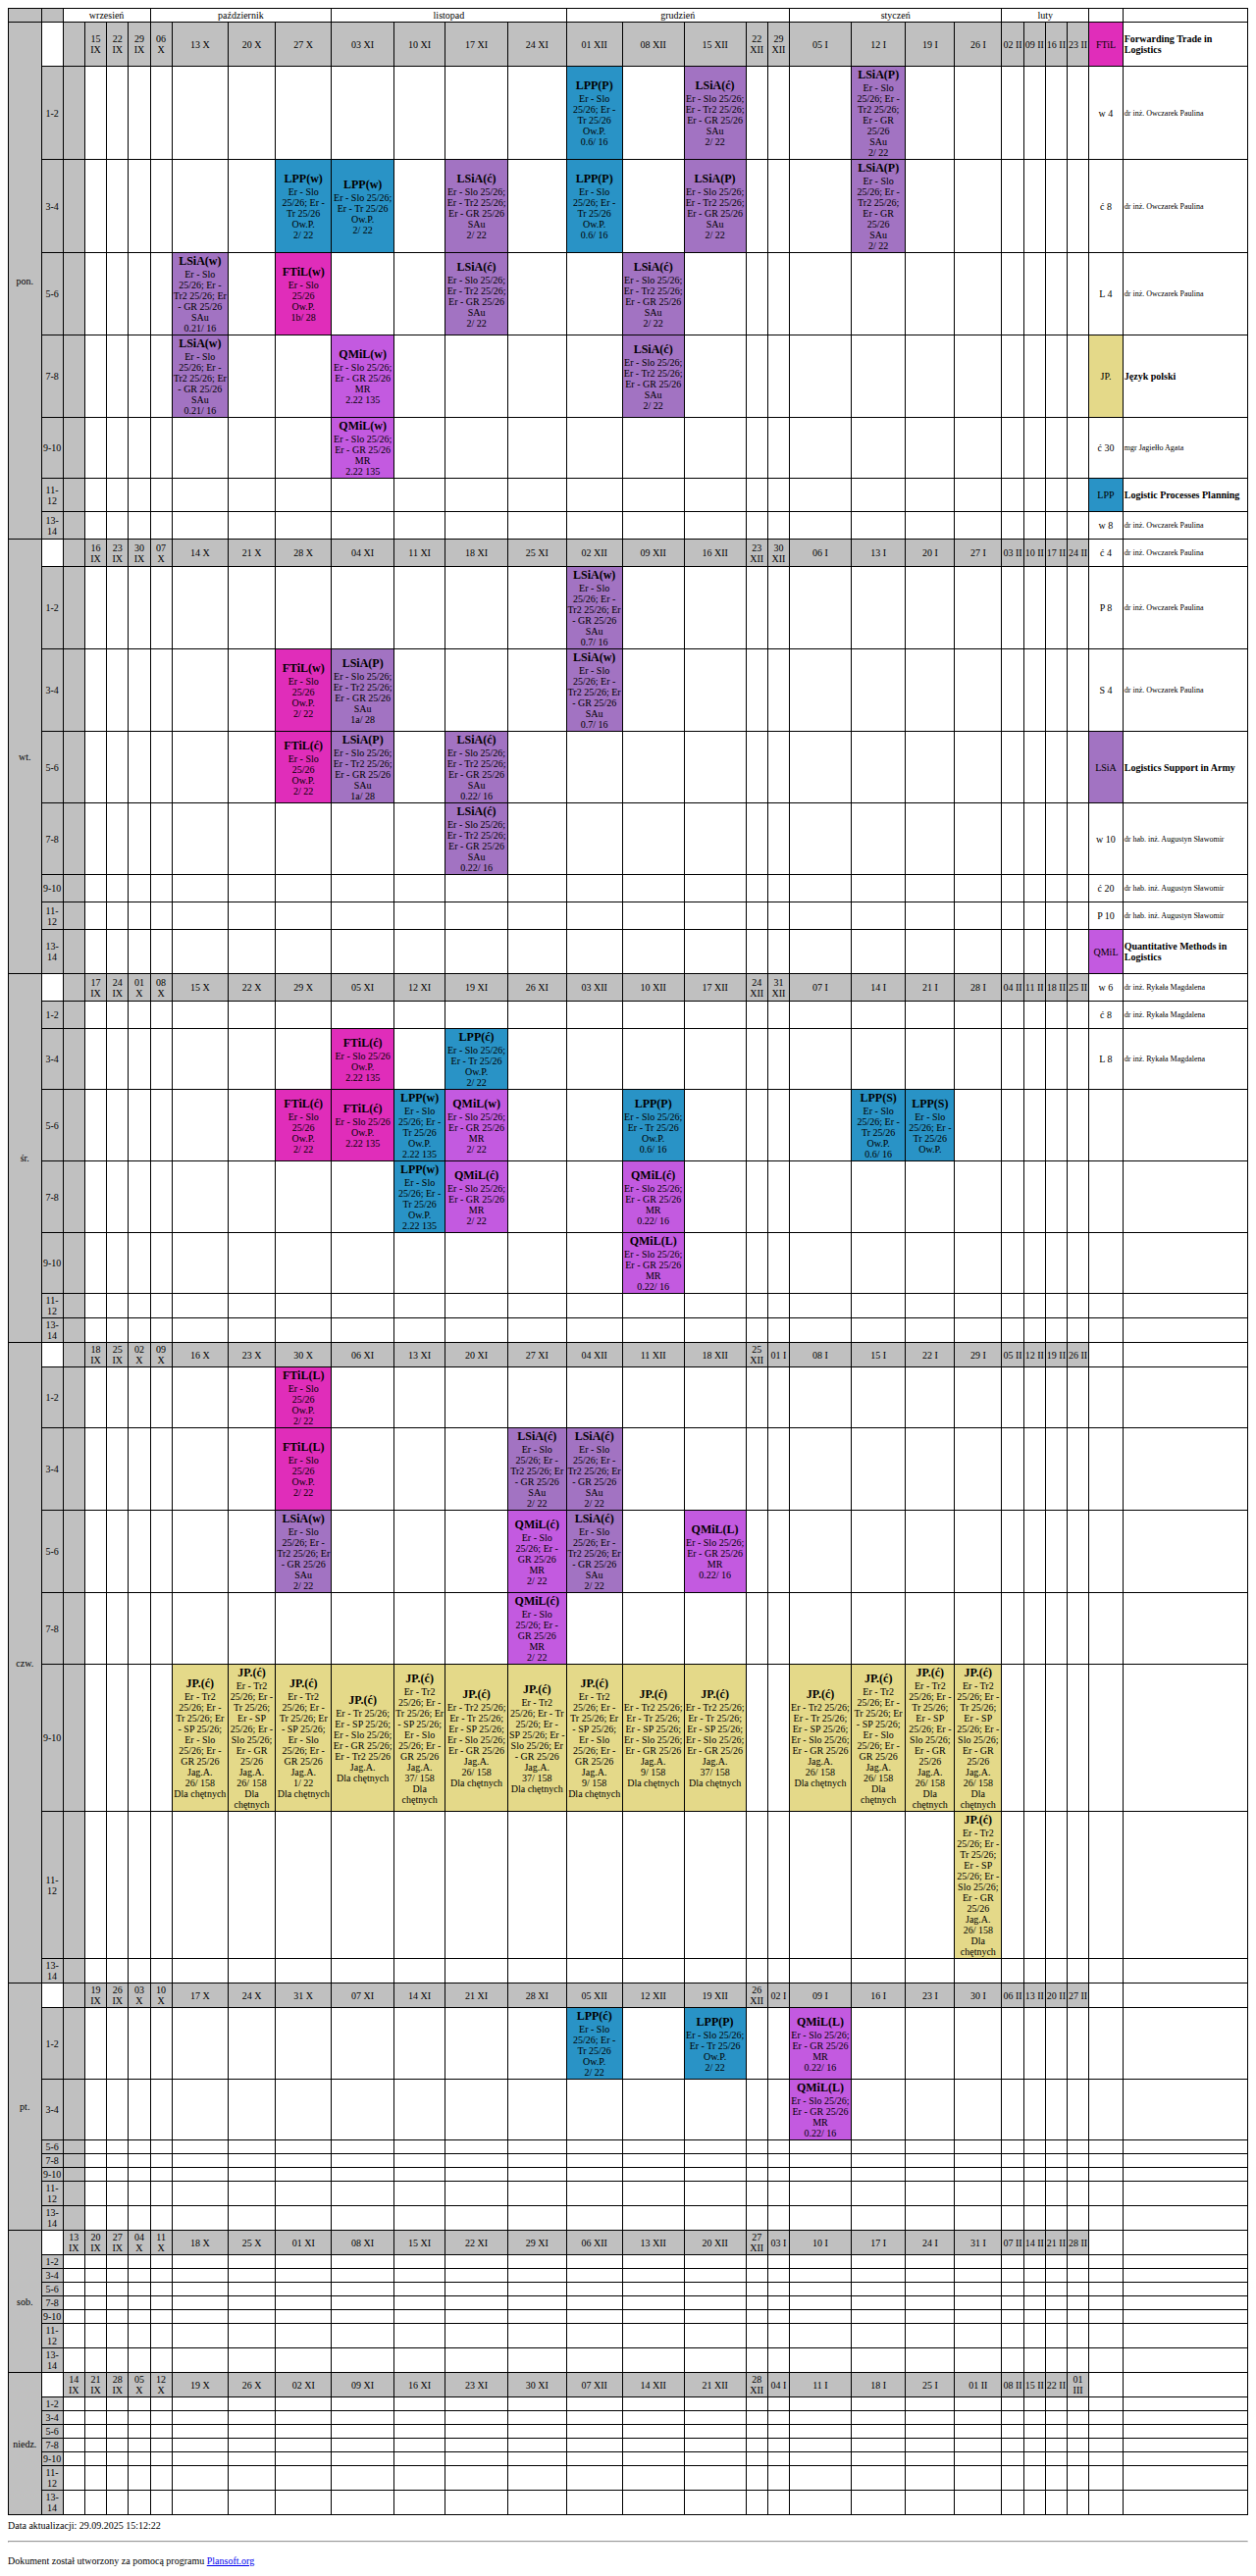 wrzesień październik listopad grudzień styczeń luty
pon.
15 IX 22 IX 29 IX 06 X 13 X 20 X 27 X 03 XI 10 XI 17 XI 24 XI 01 XII 08 XII 15 XII 22 XII 29 XII 05 I 12 I 19 I 26 I 02 II 09 II 16 II 23 II FTiL Forwarding Trade in Logistics
1-2 LPP(P) Er - Slo 25/26; Er - Tr 25/26 Ow.P. 0.6/ 16 LSiA(ć) Er - Slo 25/26; Er - Tr2 25/26; Er - GR 25/26 SAu 2/ 22 LSiA(P) Er - Slo 25/26; Er - Tr2 25/26; Er - GR 25/26 SAu 2/ 22 w 4 dr inż. Owczarek Paulina
3-4 LPP(w) Er - Slo 25/26; Er - Tr 25/26 Ow.P. 2/ 22 LPP(w) Er - Slo 25/26; Er - Tr 25/26 Ow.P. 2/ 22 LSiA(ć) Er - Slo 25/26; Er - Tr2 25/26; Er - GR 25/26 SAu 2/ 22 LPP(P) Er - Slo 25/26; Er - Tr 25/26 Ow.P. 0.6/ 16 LSiA(P) Er - Slo 25/26; Er - Tr2 25/26; Er - GR 25/26 SAu 2/ 22 LSiA(P) Er - Slo 25/26; Er - Tr2 25/26; Er - GR 25/26 SAu 2/ 22 ć 8 dr inż. Owczarek Paulina
5-6 LSiA(w) Er - Slo 25/26; Er - Tr2 25/26; Er - GR 25/26 SAu 0.21/ 16 FTiL(w) Er - Slo 25/26 Ow.P. 1b/ 28 LSiA(ć) Er - Slo 25/26; Er - Tr2 25/26; Er - GR 25/26 SAu 2/ 22 LSiA(ć) Er - Slo 25/26; Er - Tr2 25/26; Er - GR 25/26 SAu 2/ 22 L 4 dr inż. Owczarek Paulina
7-8 LSiA(w) Er - Slo 25/26; Er - Tr2 25/26; Er - GR 25/26 SAu 0.21/ 16 QMiL(w) Er - Slo 25/26; Er - GR 25/26 MR 2.22 135 LSiA(ć) Er - Slo 25/26; Er - Tr2 25/26; Er - GR 25/26 SAu 2/ 22 JP. Język polski
9-10 QMiL(w) Er - Slo 25/26; Er - GR 25/26 MR 2.22 135 ć 30 mgr Jagiełło Agata
11-12 LPP Logistic Processes Planning
13-14 w 8 dr inż. Owczarek Paulina
wt.
16 IX 23 IX 30 IX 07 X 14 X 21 X 28 X 04 XI 11 XI 18 XI 25 XI 02 XII 09 XII 16 XII 23 XII 30 XII 06 I 13 I 20 I 27 I 03 II 10 II 17 II 24 II ć 4 dr inż. Owczarek Paulina
1-2 LSiA(w) Er - Slo 25/26; Er - Tr2 25/26; Er - GR 25/26 SAu 0.7/ 16 P 8 dr inż. Owczarek Paulina
3-4 FTiL(w) Er - Slo 25/26 Ow.P. 2/ 22 LSiA(P) Er - Slo 25/26; Er - Tr2 25/26; Er - GR 25/26 SAu 1a/ 28 LSiA(w) Er - Slo 25/26; Er - Tr2 25/26; Er - GR 25/26 SAu 0.7/ 16 S 4 dr inż. Owczarek Paulina
5-6 FTiL(ć) Er - Slo 25/26 Ow.P. 2/ 22 LSiA(P) Er - Slo 25/26; Er - Tr2 25/26; Er - GR 25/26 SAu 1a/ 28 LSiA(ć) Er - Slo 25/26; Er - Tr2 25/26; Er - GR 25/26 SAu 0.22/ 16 LSiA Logistics Support in Army
7-8 LSiA(ć) Er - Slo 25/26; Er - Tr2 25/26; Er - GR 25/26 SAu 0.22/ 16 w 10 dr hab. inż. Augustyn Sławomir
9-10 ć 20 dr hab. inż. Augustyn Sławomir
11-12 P 10 dr hab. inż. Augustyn Sławomir
13-14 QMiL Quantitative Methods in Logistics
śr.
17 IX 24 IX 01 X 08 X 15 X 22 X 29 X 05 XI 12 XI 19 XI 26 XI 03 XII 10 XII 17 XII 24 XII 31 XII 07 I 14 I 21 I 28 I 04 II 11 II 18 II 25 II w 6 dr inż. Rykała Magdalena
1-2 ć 8 dr inż. Rykała Magdalena
3-4 FTiL(ć) Er - Slo 25/26 Ow.P. 2.22 135 LPP(ć) Er - Slo 25/26; Er - Tr 25/26 Ow.P. 2/ 22 L 8 dr inż. Rykała Magdalena
5-6 FTiL(ć) Er - Slo 25/26 Ow.P. 2/ 22 FTiL(ć) Er - Slo 25/26 Ow.P. 2.22 135 LPP(w) Er - Slo 25/26; Er - Tr 25/26 Ow.P. 2.22 135 QMiL(w) Er - Slo 25/26; Er - GR 25/26 MR 2/ 22 LPP(P) Er - Slo 25/26; Er - Tr 25/26 Ow.P. 0.6/ 16 LPP(S) Er - Slo 25/26; Er - Tr 25/26 Ow.P. 0.6/ 16 LPP(S) Er - Slo 25/26; Er - Tr 25/26 Ow.P.
7-8 LPP(w) Er - Slo 25/26; Er - Tr 25/26 Ow.P. 2.22 135 QMiL(ć) Er - Slo 25/26; Er - GR 25/26 MR 2/ 22 QMiL(ć) Er - Slo 25/26; Er - GR 25/26 MR 0.22/ 16
9-10 QMiL(L) Er - Slo 25/26; Er - GR 25/26 MR 0.22/ 16
11-12
13-14
czw.
18 IX 25 IX 02 X 09 X 16 X 23 X 30 X 06 XI 13 XI 20 XI 27 XI 04 XII 11 XII 18 XII 25 XII 01 I 08 I 15 I 22 I 29 I 05 II 12 II 19 II 26 II
1-2 FTiL(L) Er - Slo 25/26 Ow.P. 2/ 22
3-4 FTiL(L) Er - Slo 25/26 Ow.P. 2/ 22 LSiA(ć) Er - Slo 25/26; Er - Tr2 25/26; Er - GR 25/26 SAu 2/ 22 LSiA(ć) Er - Slo 25/26; Er - Tr2 25/26; Er - GR 25/26 SAu 2/ 22
5-6 LSiA(w) Er - Slo 25/26; Er - Tr2 25/26; Er - GR 25/26 SAu 2/ 22 QMiL(ć) Er - Slo 25/26; Er - GR 25/26 MR 2/ 22 LSiA(ć) Er - Slo 25/26; Er - Tr2 25/26; Er - GR 25/26 SAu 2/ 22 QMiL(L) Er - Slo 25/26; Er - GR 25/26 MR 0.22/ 16
7-8 QMiL(ć) Er - Slo 25/26; Er - GR 25/26 MR 2/ 22
9-10 JP.(ć) Er - Tr2 25/26; Er - Tr 25/26; Er - SP 25/26; Er - Slo 25/26; Er - GR 25/26 Jag.A. 26/ 158 Dla chętnych JP.(ć) Er - Tr2 25/26; Er - Tr 25/26; Er - SP 25/26; Er - Slo 25/26; Er - GR 25/26 Jag.A. 26/ 158 Dla chętnych JP.(ć) Er - Tr2 25/26; Er - Tr 25/26; Er - SP 25/26; Er - Slo 25/26; Er - GR 25/26 Jag.A. 1/ 22 Dla chętnych JP.(ć) Er - Tr 25/26; Er - SP 25/26; Er - Slo 25/26; Er - GR 25/26; Er - Tr2 25/26 Jag.A. Dla chętnych JP.(ć) Er - Tr2 25/26; Er - Tr 25/26; Er - SP 25/26; Er - Slo 25/26; Er - GR 25/26 Jag.A. 37/ 158 Dla chętnych JP.(ć) Er - Tr2 25/26; Er - Tr 25/26; Er - SP 25/26; Er - Slo 25/26; Er - GR 25/26 Jag.A. 26/ 158 Dla chętnych JP.(ć) Er - Tr2 25/26; Er - Tr 25/26; Er - SP 25/26; Er - Slo 25/26; Er - GR 25/26 Jag.A. 37/ 158 Dla chętnych JP.(ć) Er - Tr2 25/26; Er - Tr 25/26; Er - SP 25/26; Er - Slo 25/26; Er - GR 25/26 Jag.A. 9/ 158 Dla chętnych JP.(ć) Er - Tr2 25/26; Er - Tr 25/26; Er - SP 25/26; Er - Slo 25/26; Er - GR 25/26 Jag.A. 9/ 158 Dla chętnych JP.(ć) Er - Tr2 25/26; Er - Tr 25/26; Er - SP 25/26; Er - Slo 25/26; Er - GR 25/26 Jag.A. 37/ 158 Dla chętnych JP.(ć) Er - Tr2 25/26; Er - Tr 25/26; Er - SP 25/26; Er - Slo 25/26; Er - GR 25/26 Jag.A. 26/ 158 Dla chętnych JP.(ć) Er - Tr2 25/26; Er - Tr 25/26; Er - SP 25/26; Er - Slo 25/26; Er - GR 25/26 Jag.A. 26/ 158 Dla chętnych JP.(ć) Er - Tr2 25/26; Er - Tr 25/26; Er - SP 25/26; Er - Slo 25/26; Er - GR 25/26 Jag.A. 26/ 158 Dla chętnych JP.(ć) Er - Tr2 25/26; Er - Tr 25/26; Er - SP 25/26; Er - Slo 25/26; Er - GR 25/26 Jag.A. 26/ 158 Dla chętnych
11-12 JP.(ć) Er - Tr2 25/26; Er - Tr 25/26; Er - SP 25/26; Er - Slo 25/26; Er - GR 25/26 Jag.A. 26/ 158 Dla chętnych
13-14
pt.
19 IX 26 IX 03 X 10 X 17 X 24 X 31 X 07 XI 14 XI 21 XI 28 XI 05 XII 12 XII 19 XII 26 XII 02 I 09 I 16 I 23 I 30 I 06 II 13 II 20 II 27 II
1-2 LPP(ć) Er - Slo 25/26; Er - Tr 25/26 Ow.P. 2/ 22 LPP(P) Er - Slo 25/26; Er - Tr 25/26 Ow.P. 2/ 22 QMiL(L) Er - Slo 25/26; Er - GR 25/26 MR 0.22/ 16
3-4 QMiL(L) Er - Slo 25/26; Er - GR 25/26 MR 0.22/ 16
5-6
7-8
9-10
11-12
13-14
sob.
13 IX 20 IX 27 IX 04 X 11 X 18 X 25 X 01 XI 08 XI 15 XI 22 XI 29 XI 06 XII 13 XII 20 XII 27 XII 03 I 10 I 17 I 24 I 31 I 07 II 14 II 21 II 28 II
1-2
3-4
5-6
7-8
9-10
11-12
13-14
niedz.
14 IX 21 IX 28 IX 05 X 12 X 19 X 26 X 02 XI 09 XI 16 XI 23 XI 30 XI 07 XII 14 XII 21 XII 28 XII 04 I 11 I 18 I 25 I 01 II 08 II 15 II 22 II 01 III
1-2
3-4
5-6
7-8
9-10
11-12
13-14
Data aktualizacji: 29.09.2025 15:12:22
Dokument został utworzony za pomocą programu Plansoft.org